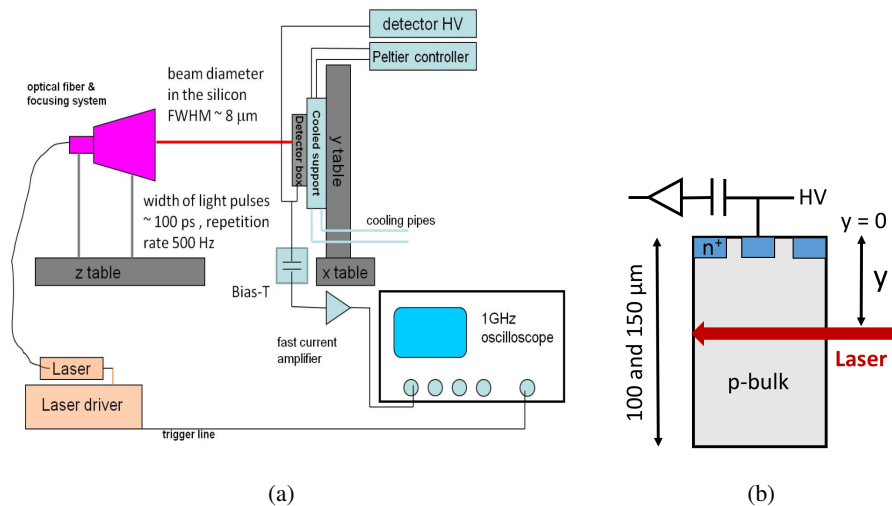 detector HV
Peltier controller
optical fiber &
focusing system
beam diameter
in the silicon
FWHM ~ 8 μm
Detector box
Cooled support
y table
width of light pulses
~ 100 ps , repetition
rate 500 Hz
cooling pipes
z table
x table
Bias-T
fast current
amplifier
1GHz
oscilloscope
Laser
Laser driver
trigger line
(a)
HV
y = 0
n+
y
100 and 150 μm
Laser
p-bulk
(b)